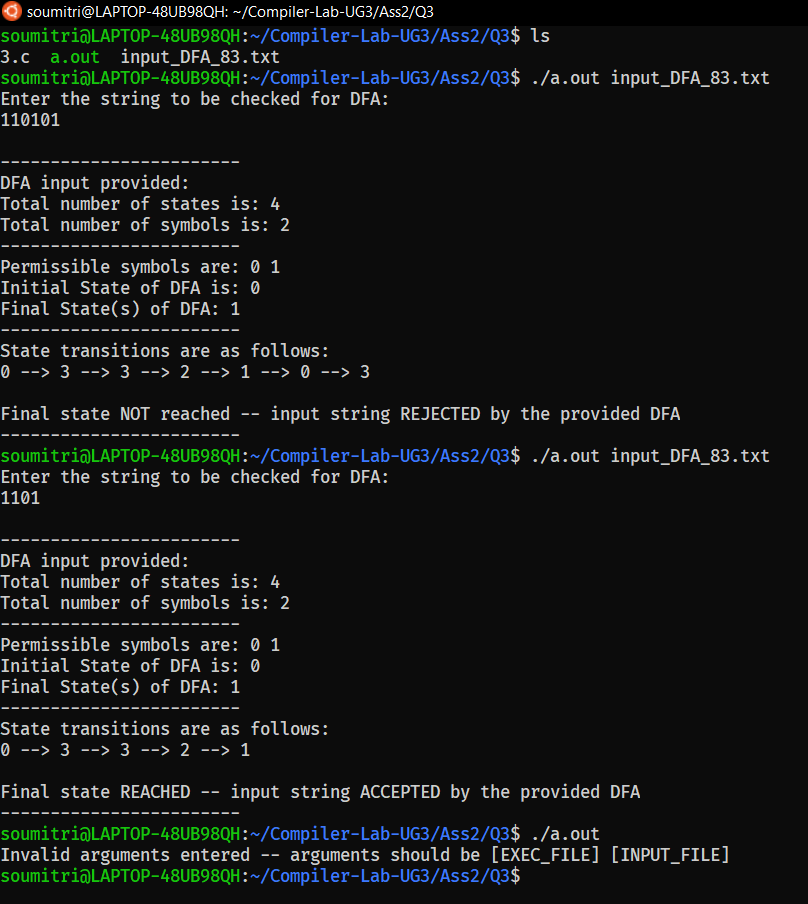 soumitri@LAPTOP-48UB98QH: ~/Compiler-Lab-UG3/Ass2/Q3
soumitri@LAPTOP-48UB98QH:~/Compiler-Lab-UG3/Ass2/Q3$ ls
3.c  a.out  input_DFA_83.txt
soumitri@LAPTOP-48UB98QH:~/Compiler-Lab-UG3/Ass2/Q3$ ./a.out input_DFA_83.txt
Enter the string to be checked for DFA:
110101
------------------------
DFA input provided:
Total number of states is: 4
Total number of symbols is: 2
------------------------
Permissible symbols are: 0 1
Initial State of DFA is: 0
Final State(s) of DFA: 1
------------------------
State transitions are as follows:
0 --> 3 --> 3 --> 2 --> 1 --> 0 --> 3
Final state NOT reached -- input string REJECTED by the provided DFA
------------------------
soumitri@LAPTOP-48UB98QH:~/Compiler-Lab-UG3/Ass2/Q3$ ./a.out input_DFA_83.txt
Enter the string to be checked for DFA:
1101
------------------------
DFA input provided:
Total number of states is: 4
Total number of symbols is: 2
------------------------
Permissible symbols are: 0 1
Initial State of DFA is: 0
Final State(s) of DFA: 1
------------------------
State transitions are as follows:
0 --> 3 --> 3 --> 2 --> 1
Final state REACHED -- input string ACCEPTED by the provided DFA
------------------------
soumitri@LAPTOP-48UB98QH:~/Compiler-Lab-UG3/Ass2/Q3$ ./a.out
Invalid arguments entered -- arguments should be [EXEC_FILE] [INPUT_FILE]
soumitri@LAPTOP-48UB98QH:~/Compiler-Lab-UG3/Ass2/Q3$